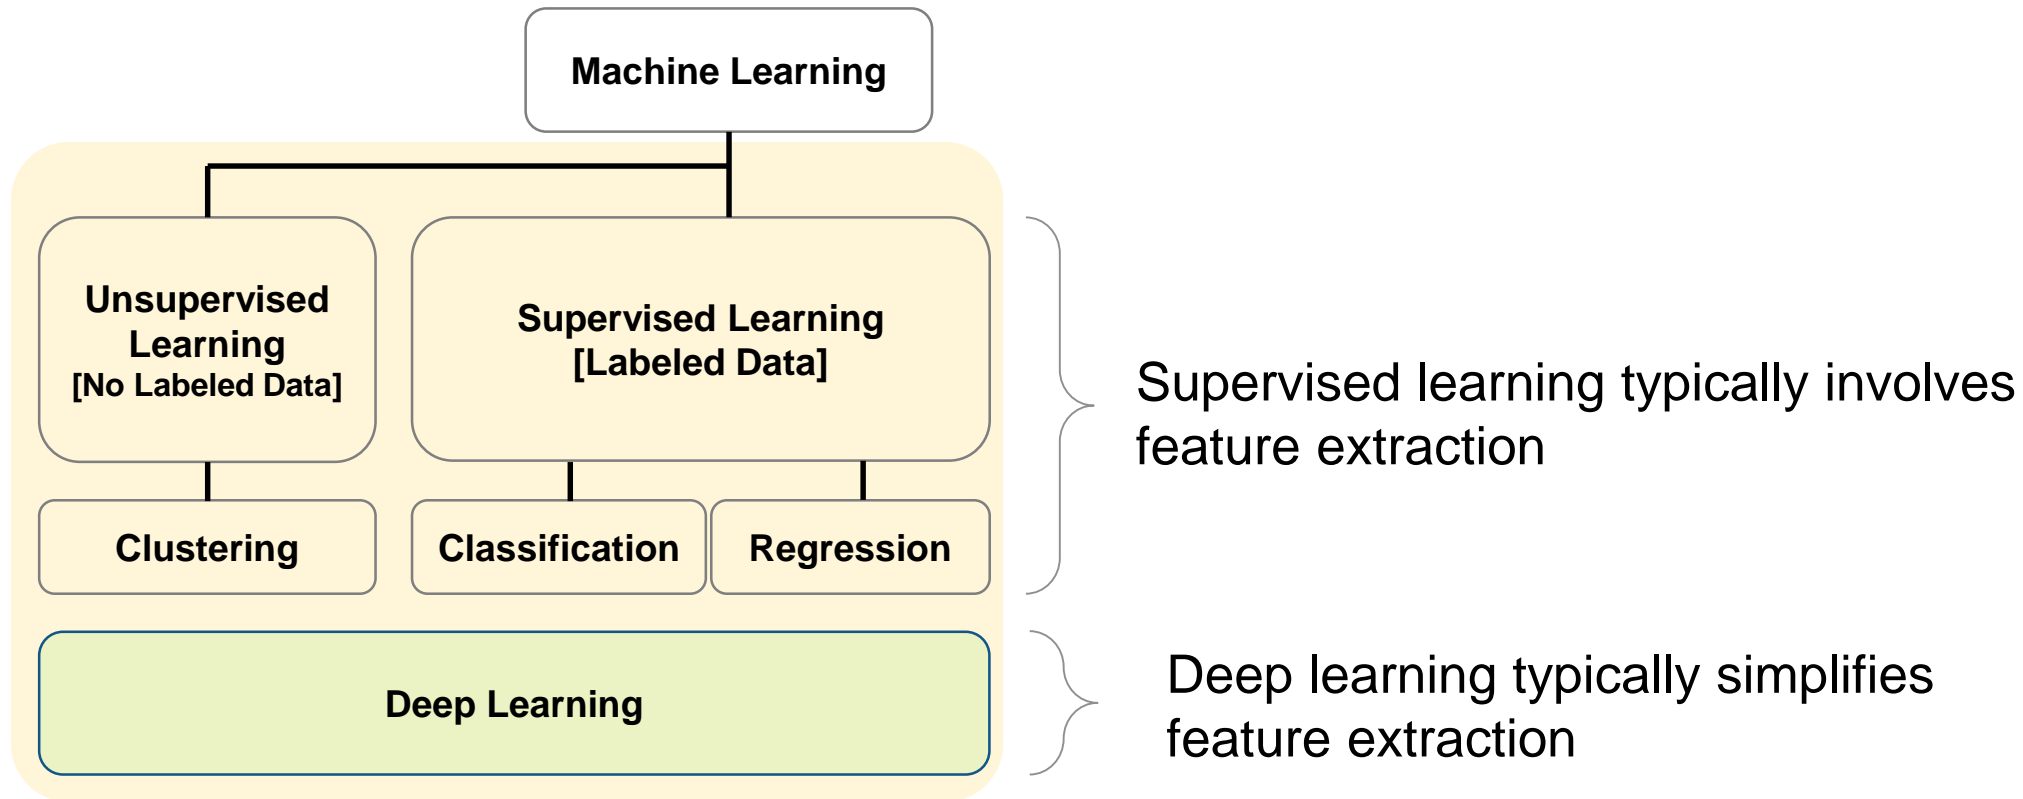 Machine Learning
Unsupervised
Learning
[No Labeled Data]
Supervised Learning
[Labeled Data]
Clustering
Classification
Regression
Supervised learning typically involves
feature extraction
Deep Learning
Deep learning typically simplifies
feature extraction